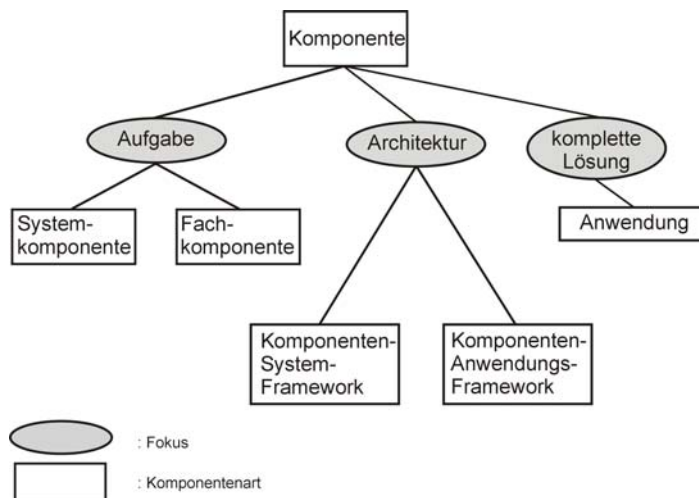 Komponente
Aufgabe
Architektur
komplette
Lösung
System-
komponente
Fach-
komponente
Anwendung
Komponenten-
System-
Framework
Komponenten-
Anwendungs-
Framework
: Fokus
: Komponentenart